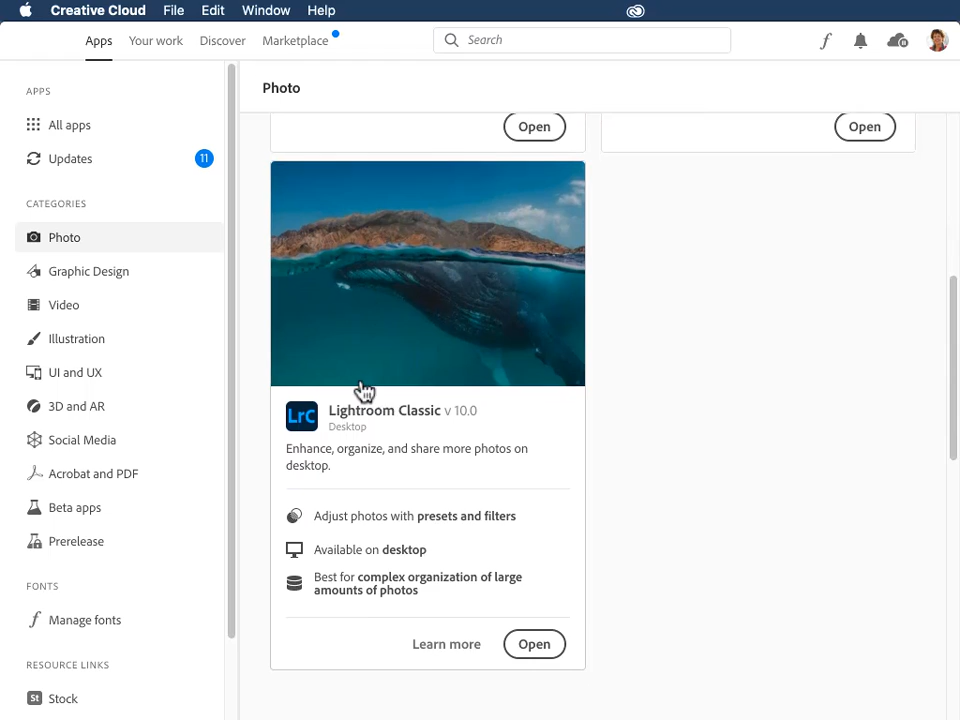 Creative Cloud File Edit Window Help
Apps Your work Discover Marketplace Search
APPS
All apps
Updates 11
CATEGORIES
Photo
Graphic Design
Video
Illustration
UI and UX
3D and AR
Social Media
Acrobat and PDF
Beta apps
Prerelease
FONTS
Manage fonts
RESOURCE LINKS
St Stock
Photo
Open Open
LrC Lightroom Classic v 10.0
Desktop
Enhance, organize, and share more photos on
desktop.
Adjust photos with presets and filters
Available on desktop
Best for complex organization of large
amounts of photos
Learn more Open